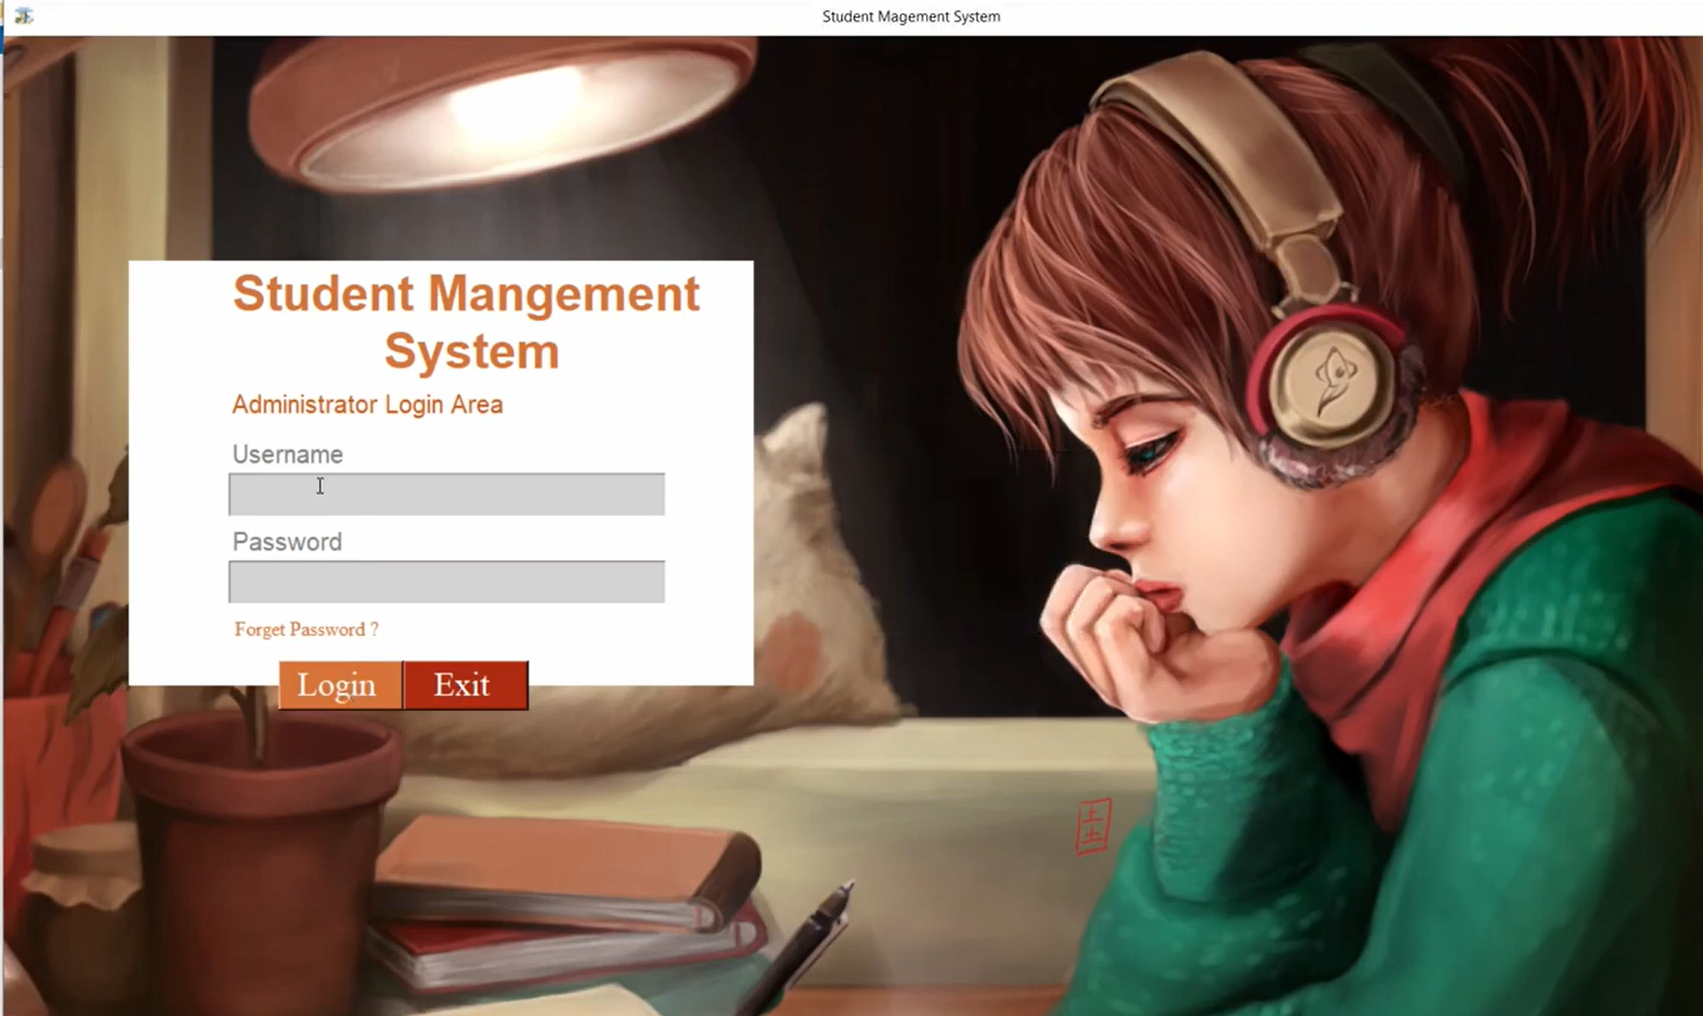 Student Magement System
Student Mangement
System
Administrator Login Area
Username
Password
Forget Password ?
Login
Exit